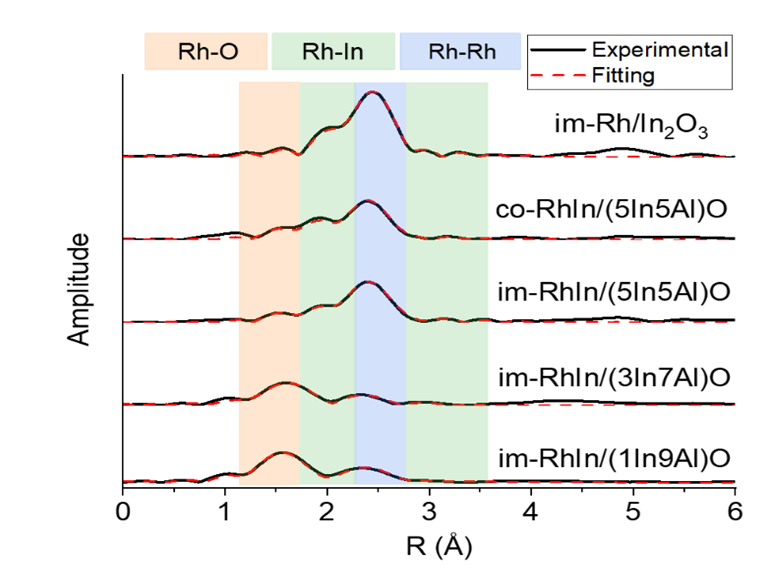 Rh-O Rh-In Rh-Rh
Experimental
Fitting
im-Rh/In₂O₃
co-RhIn/(5In5Al)O
im-RhIn/(5In5Al)O
im-RhIn/(3In7Al)O
im-RhIn/(1In9Al)O
Amplitude
0 1 2 3 4 5 6
R (Å)